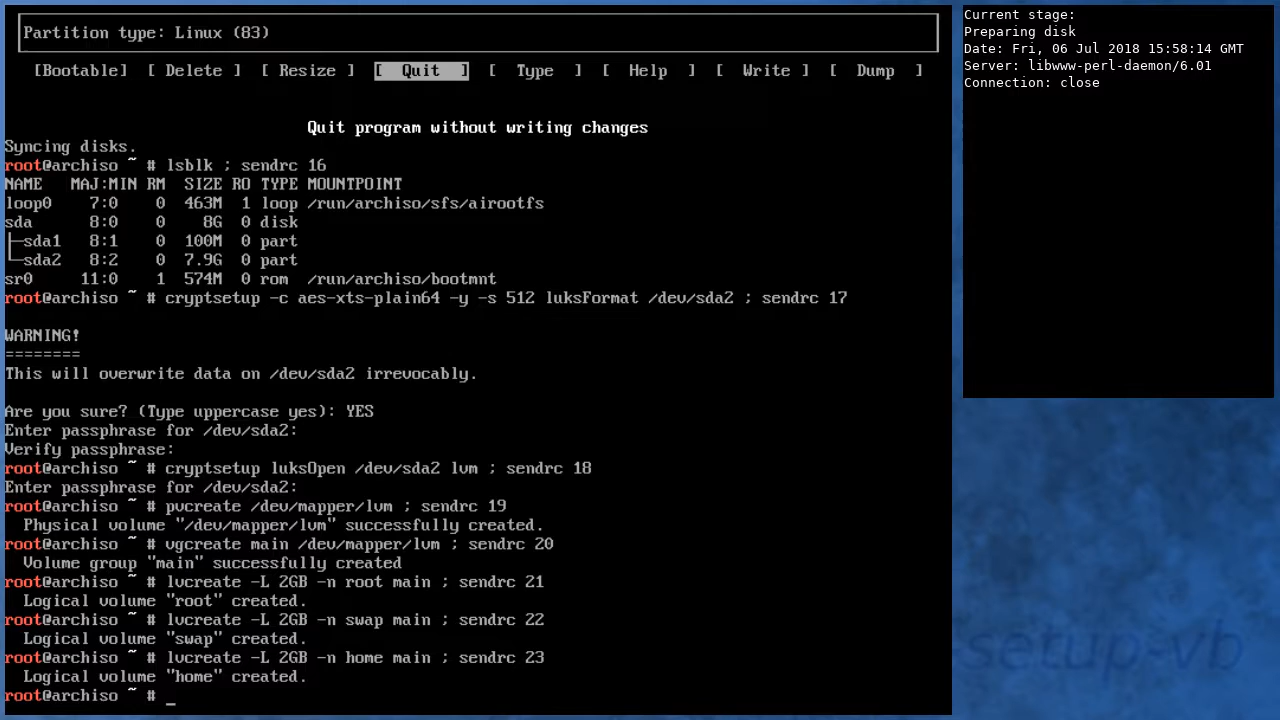 Partition type: Linux (83)
[Bootable] [ Delete ] [ Resize ] [ Quit ] [ Type ] [ Help ] [ Write ] [ Dump ]
Quit program without writing changes
Syncing disks.
root@archiso ~ # lsblk ; sendrc 16
NAME MAJ:MIN RM SIZE RO TYPE MOUNTPOINT
loop0 7:0 0 463M 1 loop /run/archiso/sfs/airootfs
sda 8:0 0 8G 0 disk
├─sda1 8:1 0 100M 0 part
└─sda2 8:2 0 7.9G 0 part
sr0 11:0 1 574M 0 rom /run/archiso/bootmnt
root@archiso ~ # cryptsetup -c aes-xts-plain64 -y -s 512 luksFormat /dev/sda2 ; sendrc 17
WARNING!
========
This will overwrite data on /dev/sda2 irrevocably.
Are you sure? (Type uppercase yes): YES
Enter passphrase for /dev/sda2:
Verify passphrase:
root@archiso ~ # cryptsetup luksOpen /dev/sda2 lvm ; sendrc 18
Enter passphrase for /dev/sda2:
root@archiso ~ # pvcreate /dev/mapper/lvm ; sendrc 19
Physical volume "/dev/mapper/lvm" successfully created.
root@archiso ~ # vgcreate main /dev/mapper/lvm ; sendrc 20
Volume group "main" successfully created
root@archiso ~ # lvcreate -L 2GB -n root main ; sendrc 21
Logical volume "root" created.
root@archiso ~ # lvcreate -L 2GB -n swap main ; sendrc 22
Logical volume "swap" created.
root@archiso ~ # lvcreate -L 2GB -n home main ; sendrc 23
Logical volume "home" created.
root@archiso ~ # _
Current stage:
Preparing disk
Date: Fri, 06 Jul 2018 15:58:14 GMT
Server: libwww-perl-daemon/6.01
Connection: close
setup-vb